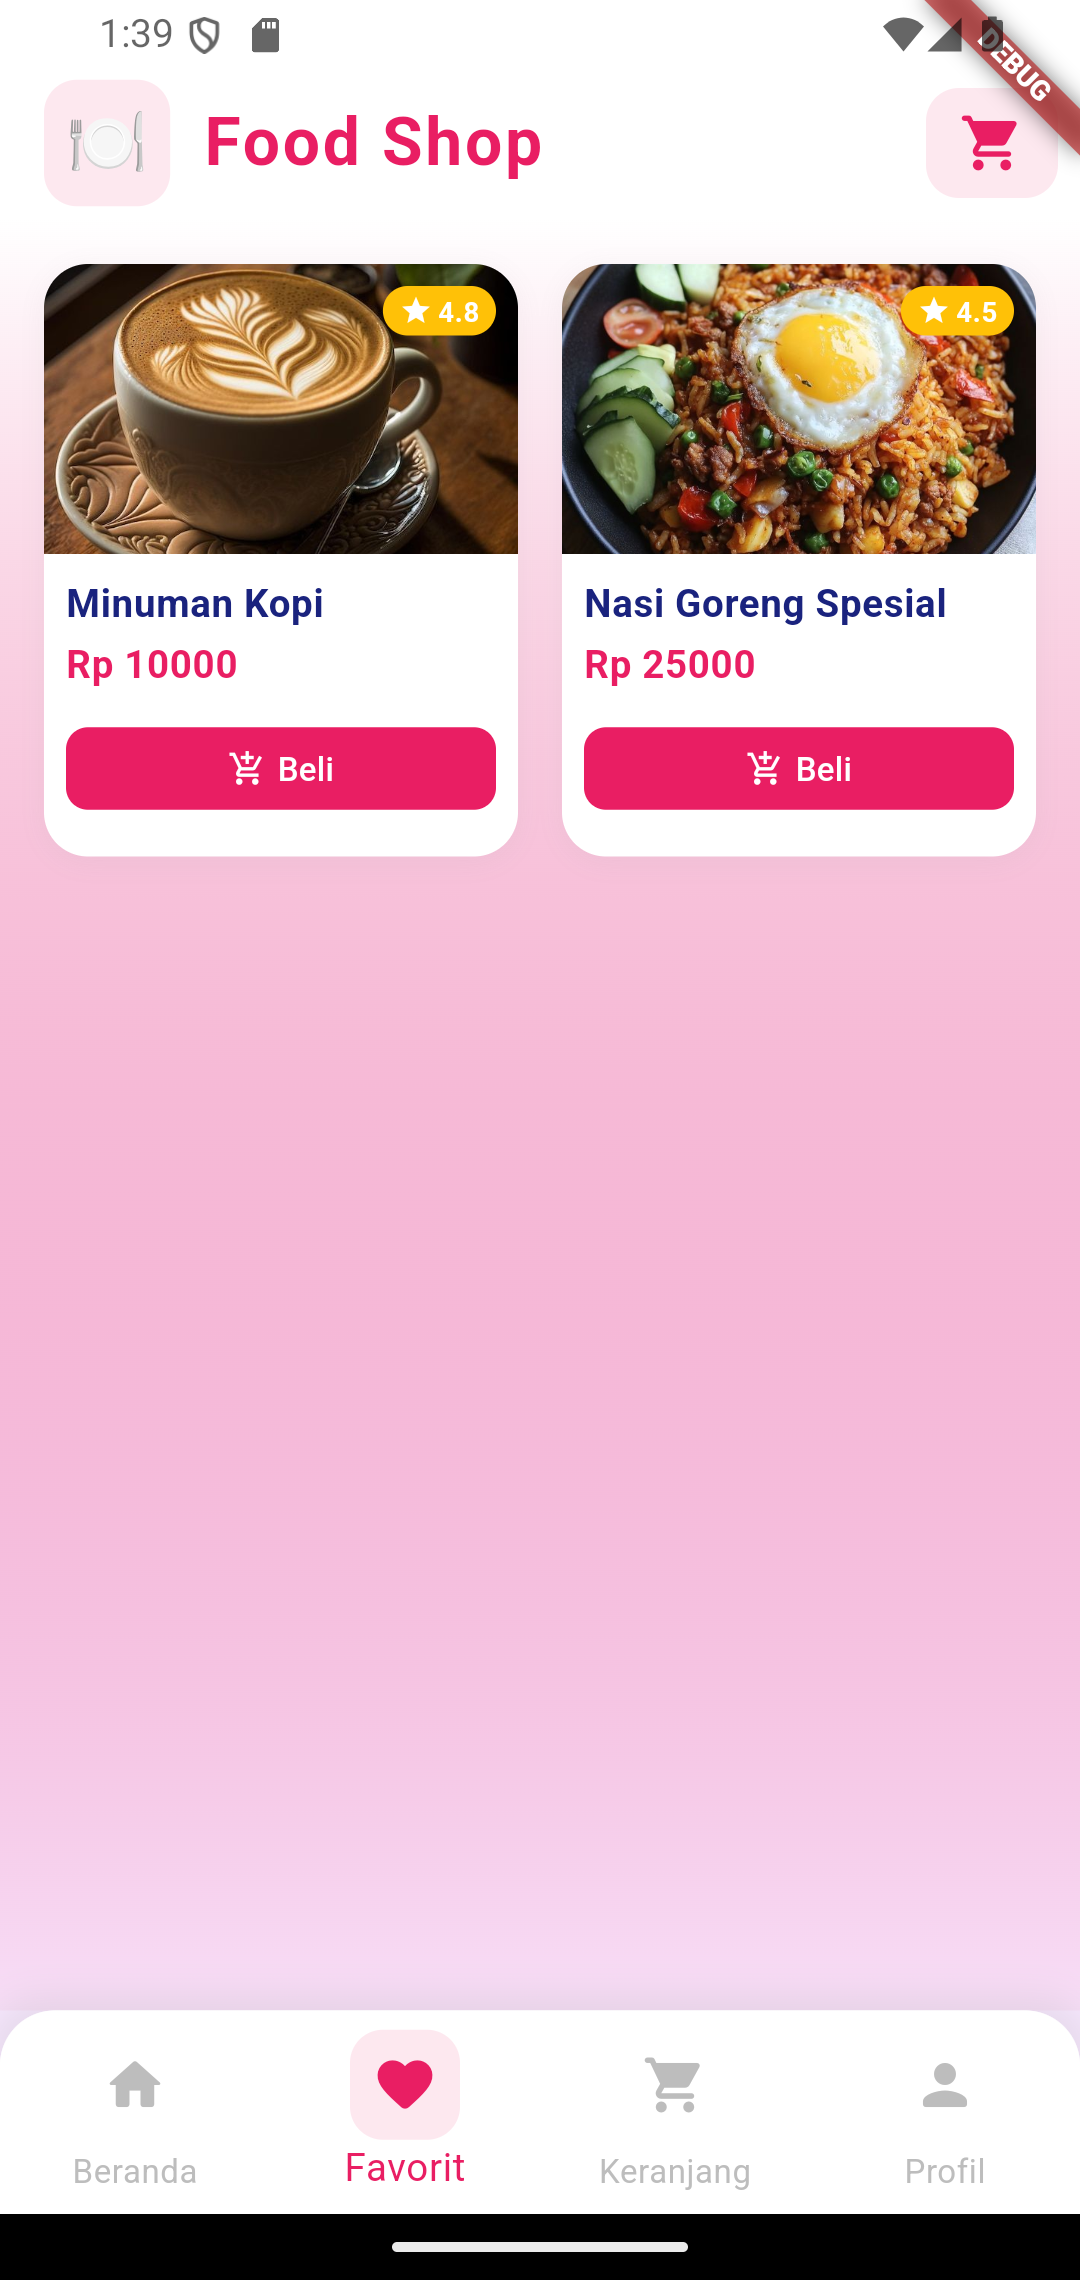 1:39
DEBUG
Food Shop
4.8
4.5
Minuman Kopi
Nasi Goreng Spesial
Rp 10000
Rp 25000
Beli
Beli
Beranda
Favorit
Keranjang
Profil